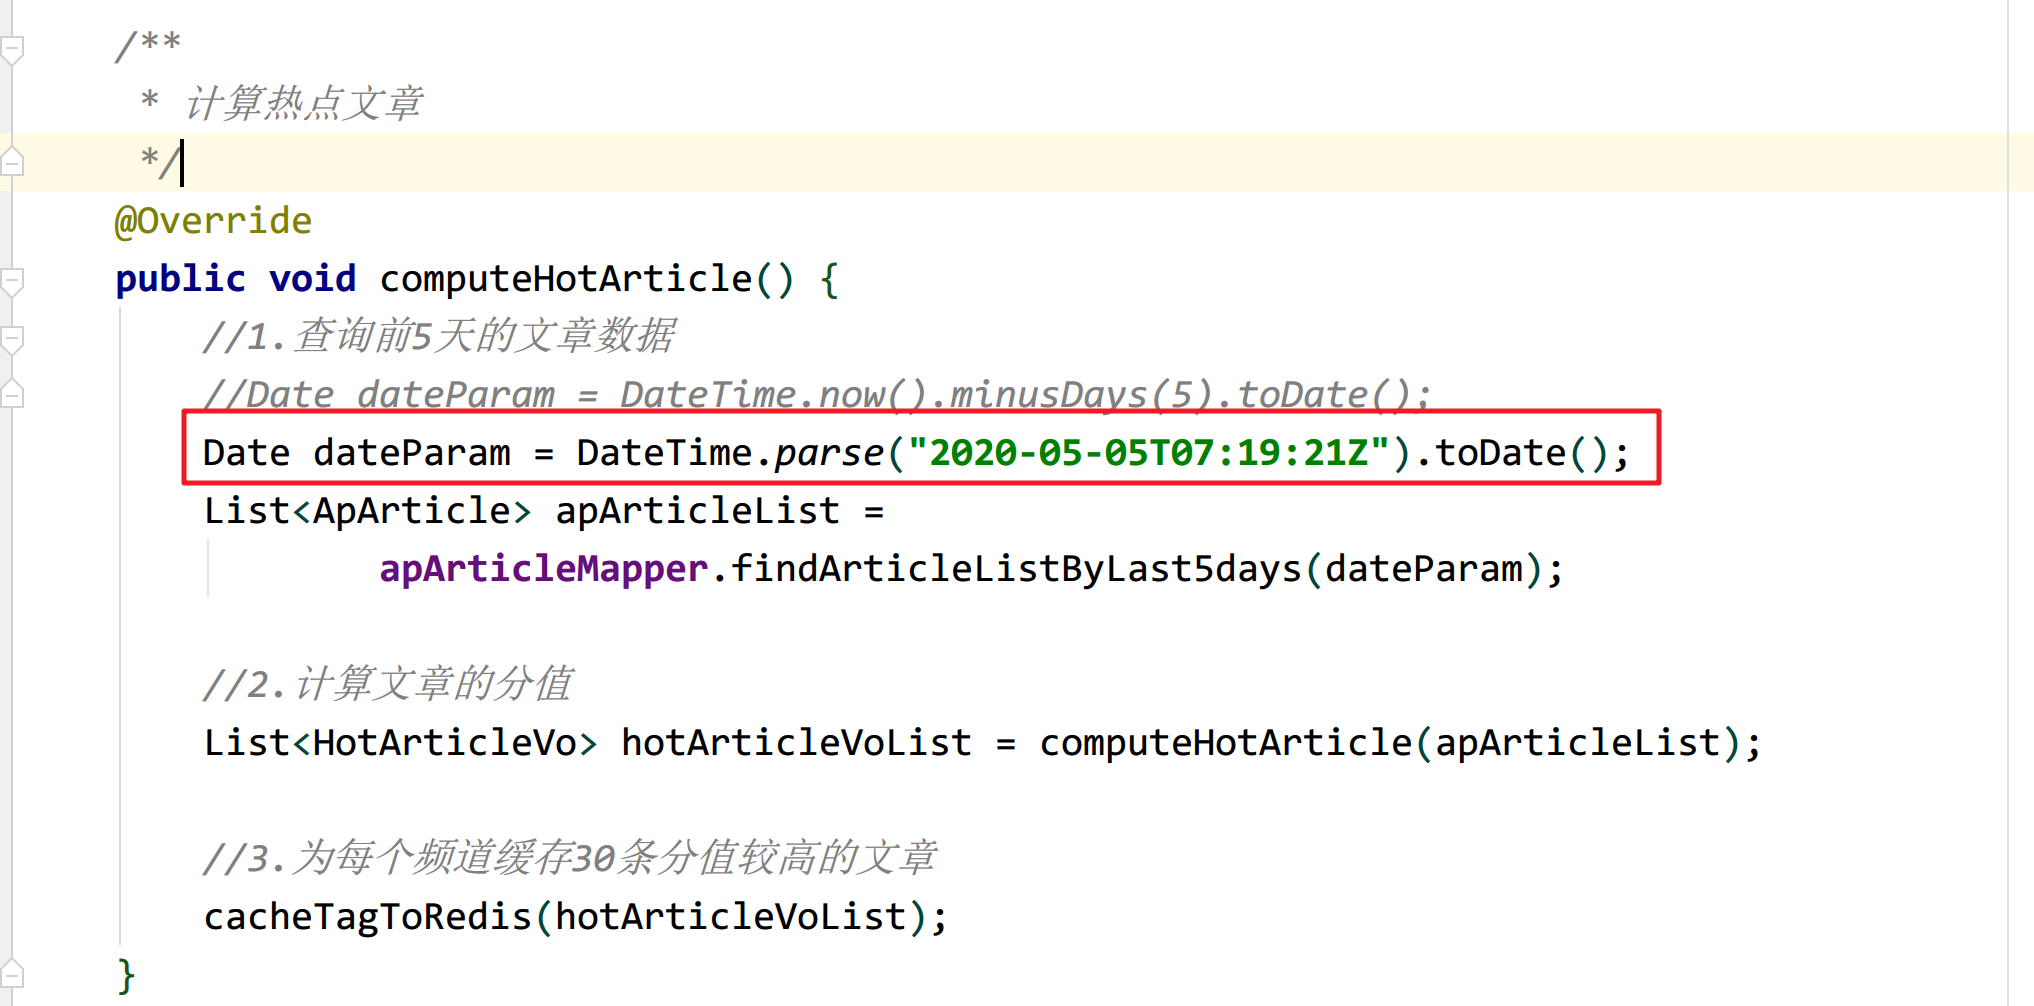 /**
 * 计算热点文章
 */
@Override
public void computeHotArticle() {
    //1.查询前5天的文章数据
    //Date dateParam = DateTime.now().minusDays(5).toDate();
    Date dateParam = DateTime.parse("2020-05-05T07:19:21Z").toDate();
    List<ApArticle> apArticleList =
            apArticleMapper.findArticleListByLast5days(dateParam);
    //2.计算文章的分值
    List<HotArticleVo> hotArticleVoList = computeHotArticle(apArticleList);
    //3.为每个频道缓存30条分值较高的文章
    cacheTagToRedis(hotArticleVoList);
}